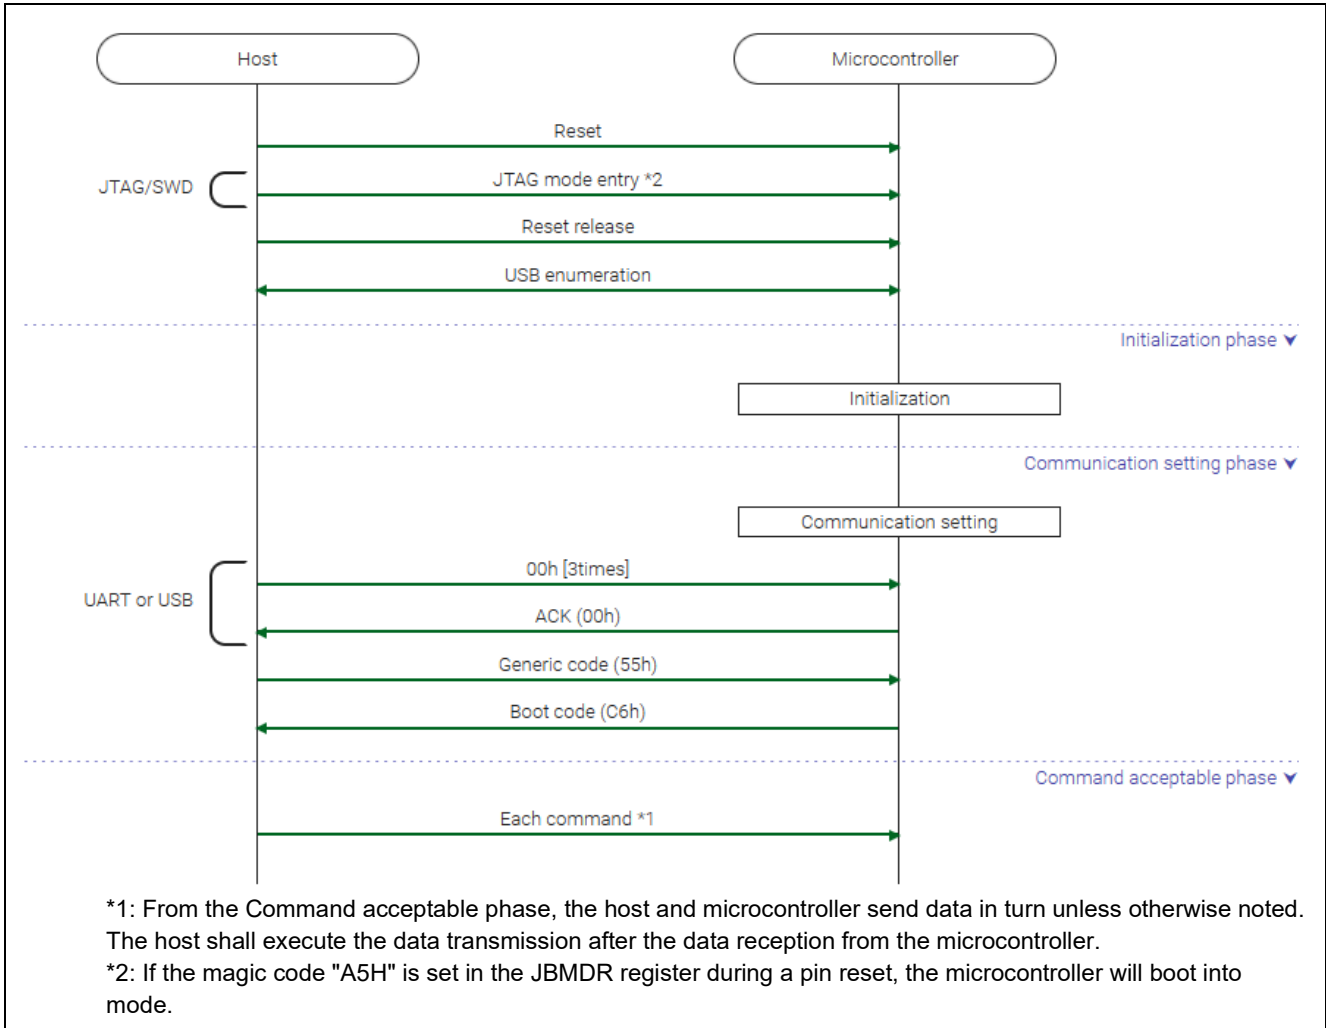 Host
Microcontroller
Reset
JTAG/SWD
JTAG mode entry *2
Reset release
USB enumeration
Initialization phase
Initialization
Communication setting phase
Communication setting
UART or USB
00h [3times]
ACK (00h)
Generic code (55h)
Boot code (C6h)
Command acceptable phase
Each command *1
*1: From the Command acceptable phase, the host and microcontroller send data in turn unless otherwise noted.
The host shall execute the data transmission after the data reception from the microcontroller.
*2: If the magic code "A5H" is set in the JBMDR register during a pin reset, the microcontroller will boot into
mode.